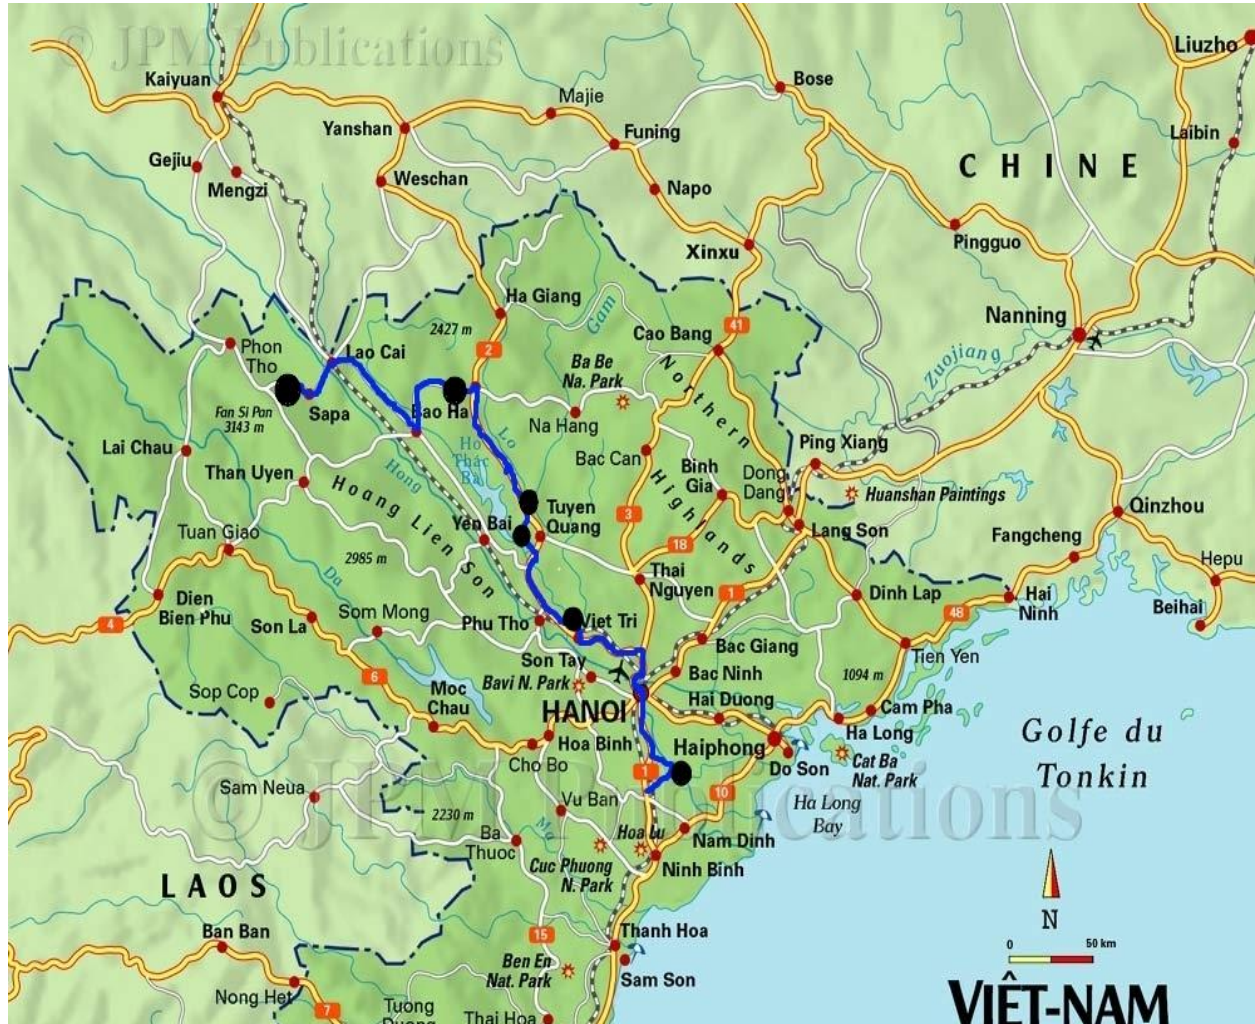 © JPM Publications
Liuzho
Kaiyuan
Bose
Majie
Yanshan
Funing
Laibin
Gejiu
Mengzi
Weschan
Napo
CHINE
Pingguo
Xinxu
Ha Giang
Gam
Nanning
2427 m
Cao Bang
41
Zuojiang
Phon
Tho
Lao Cai
2
Ba Be
Na. Park
Northern
Highlands
Fan Si Pan
3143 m
Sapa
Bao Ha
Na Hang
Lai Chau
Than Uyen
Hoang Lien Son
Hong
Ho
Thac
Ba
Lo
Bac Can
Binh
Gia
Dong
Dang
Ping Xiang
Huanshan Paintings
Qinzhou
Tuyen
Quang
Yen Bai
3
Lang Son
Fangcheng
Tuan Giao
2985 m
Da
18
Hepu
Thai
Nguyen
1
Dinh Lap
48
Hai
Ninh
Beihai
Dien
Bien Phu
4
Son La
Som Mong
Phu Tho
Viet Tri
Bac Giang
Tien Yen
Son Tay
Bavi N. Park
Bac Ninh
1094 m
6
Sop Cop
Moc
Chau
HANOI
Hai Duong
Cam Pha
Ha Long
Hoa Binh
Cho Bo
Haiphong
Do Son
Cat Ba
Nat. Park
Golfe du
Tonkin
1
10
Ha Long
Bay
© JPM Publications
Sam Neua
2230 m
Vu Ban
Ma
Ba
Thuoc
Hoa Lu
Nam Dinh
Cuc Phuong
N. Park
Ninh Binh
LAOS
N
Ban Ban
15
Thanh Hoa
0 50 km
Ben En
Nat. Park
Sam Son
Nong Het
7
Tuong
Duong
Thai Hoa
VIÊT-NAM